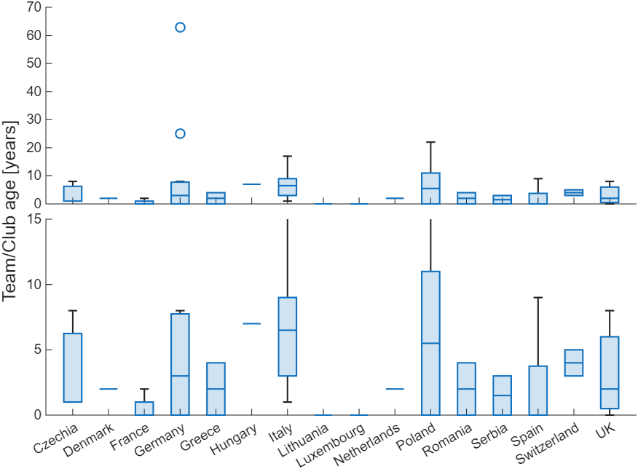 Team/Club age [years]
70
60
50
40
30
20
10
0
15
10
5
0
Czechia
Denmark
France
Germany
Greece
Hungary
Italy
Lithuania
Luxembourg
Netherlands
Poland
Romania
Serbia
Spain
Switzerland
UK